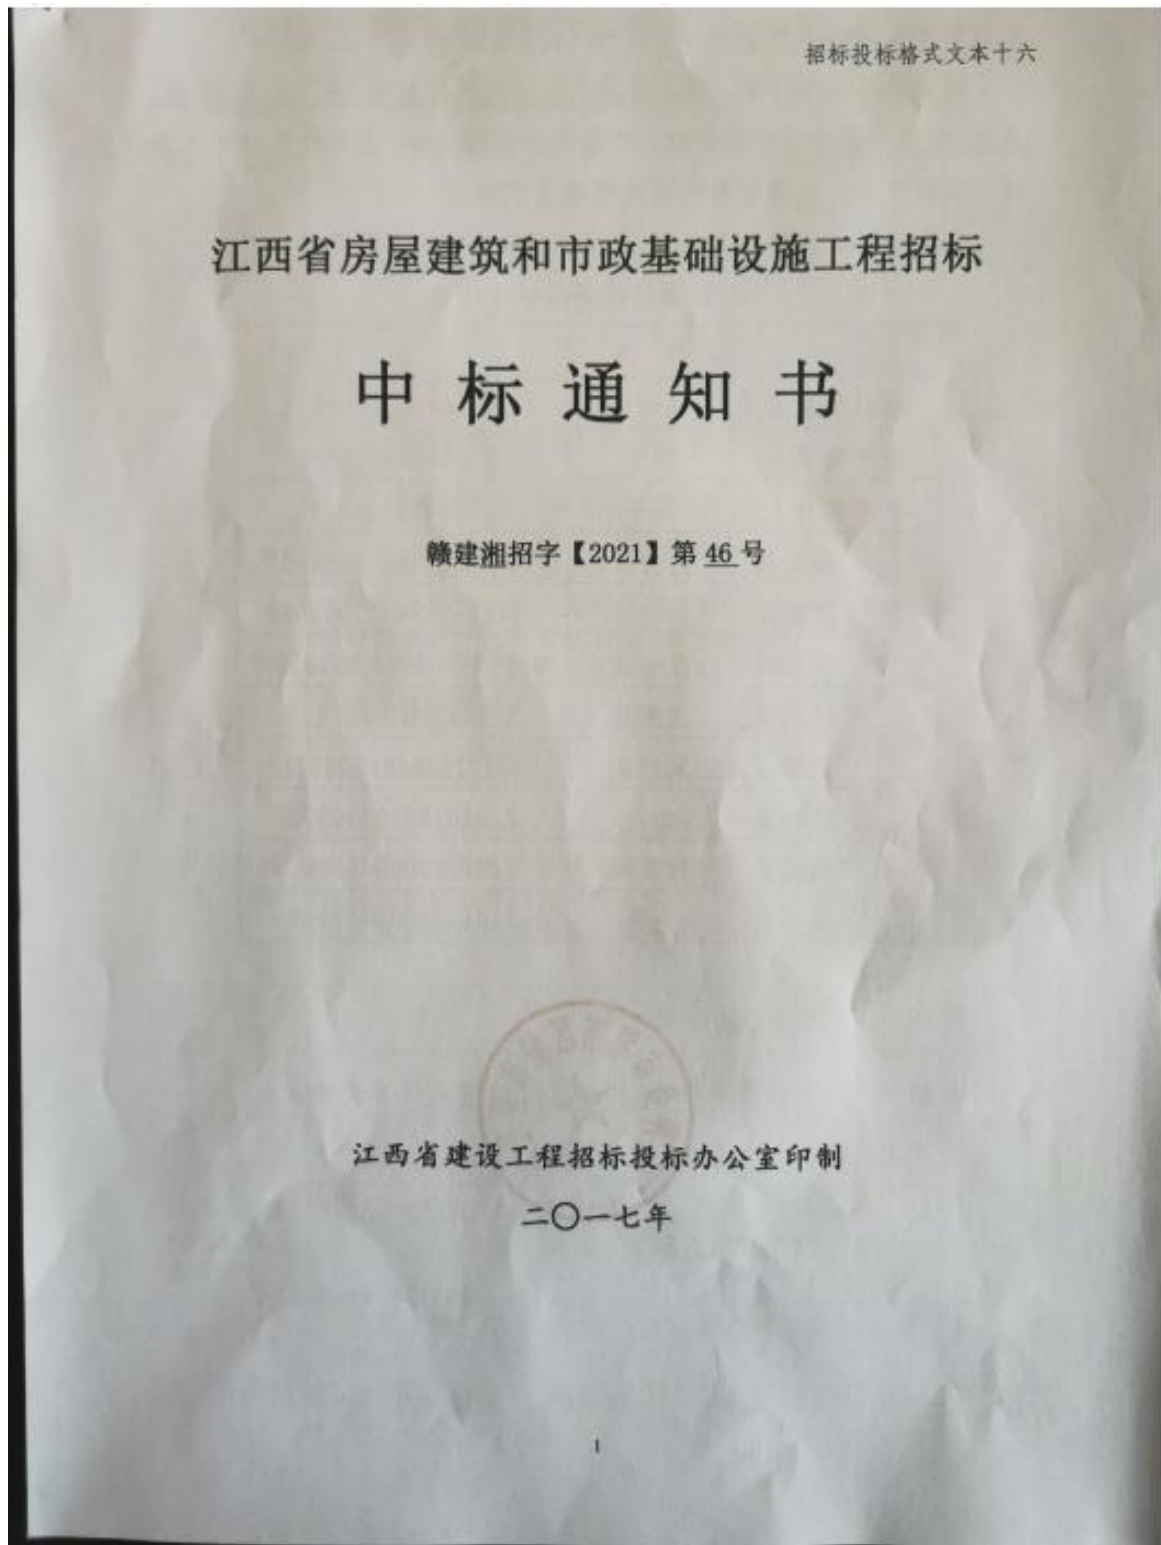 招标投标格式文本十六
江西省房屋建筑和市政基础设施工程招标
中标通知书
赣建湘招字【2021】第 46 号
江西省建设工程招标投标办公室印制
二〇一七年
1